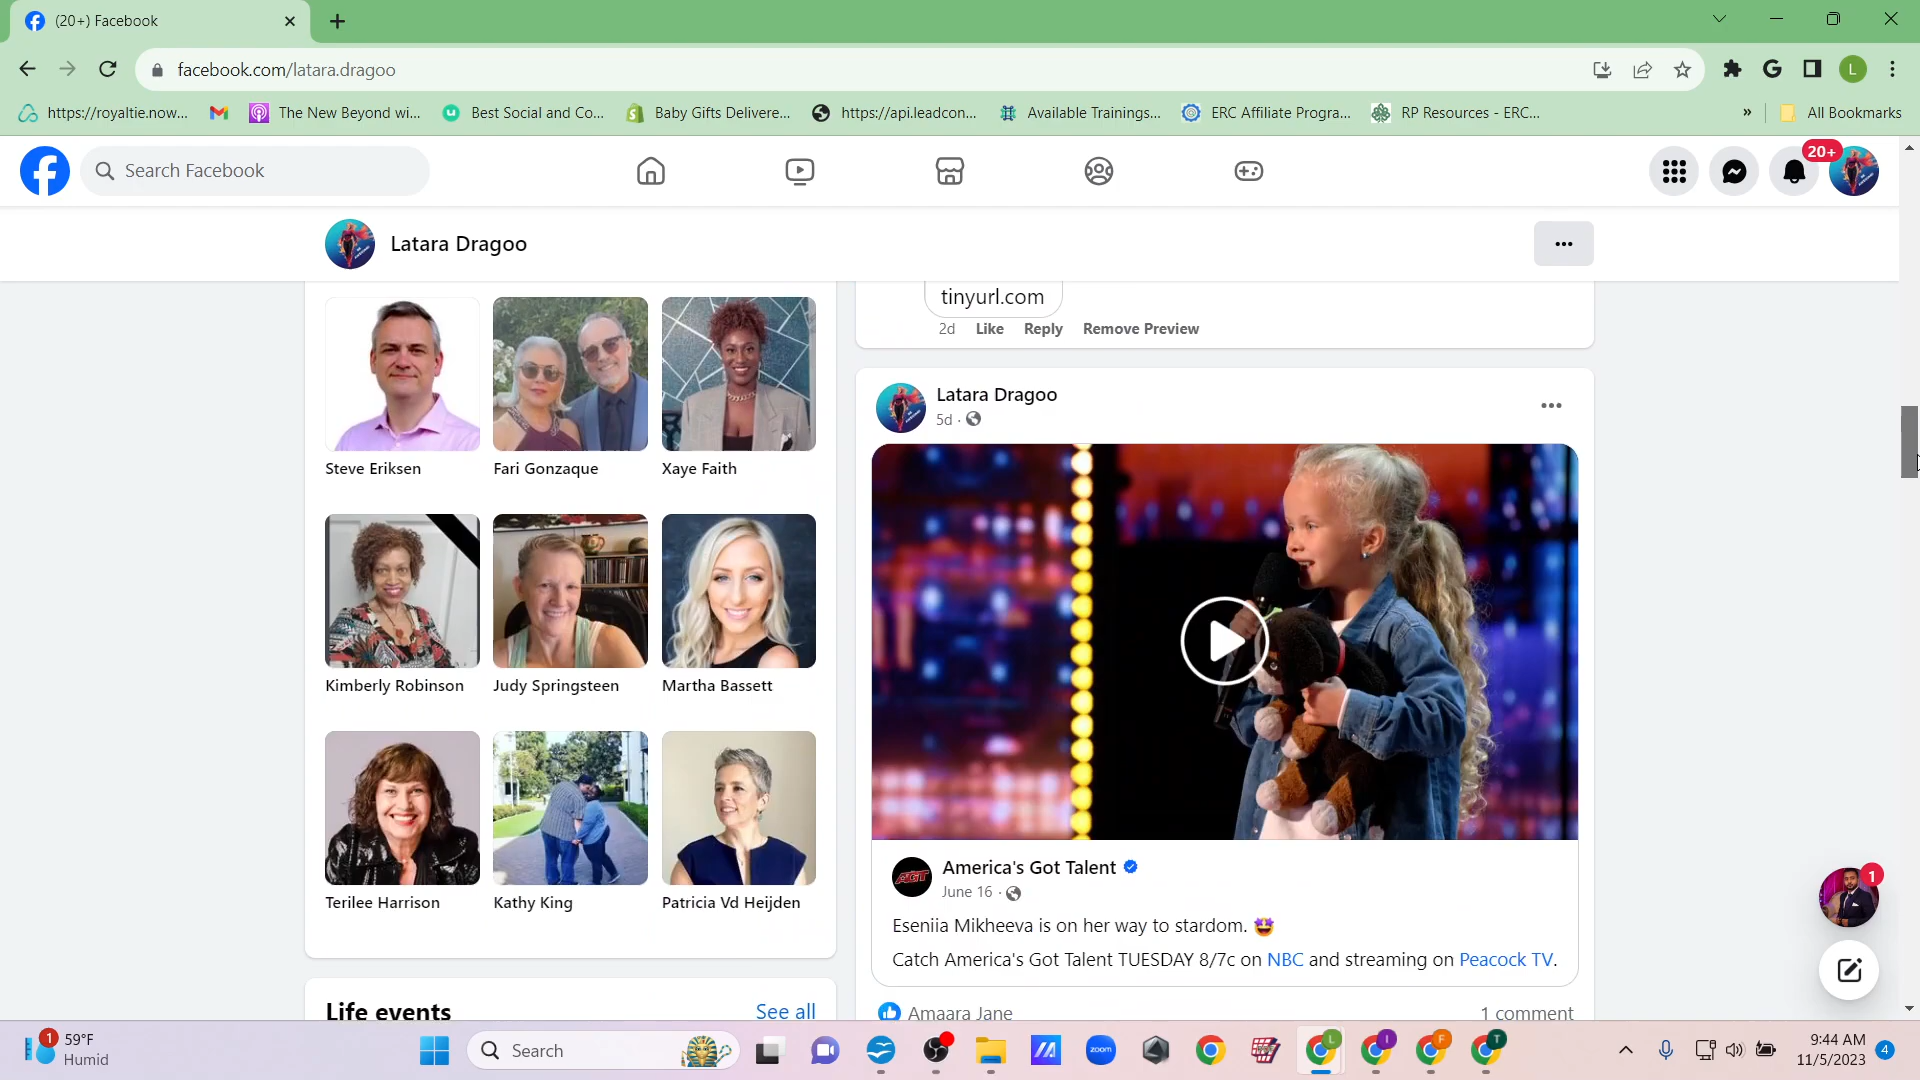 (20+) Facebook
facebook.com/latara.dragoo
L
https://royaltie.now...
The New Beyond wi...
Best Social and Co...
Baby Gifts Delivere...
https://api.leadcon...
Available Trainings...
ERC Affiliate Progra...
RP Resources - ERC...
»
All Bookmarks
Search Facebook
20+
Latara Dragoo
tinyurl.com
2d Like Reply Remove Preview
Steve Eriksen
Fari Gonzaque
Xaye Faith
Kimberly Robinson
Judy Springsteen
Martha Bassett
Terilee Harrison
Kathy King
Patricia Vd Heijden
Life events
See all
Latara Dragoo
5d ·
AGT
America's Got Talent
June 16 ·
Eseniia Mikheeva is on her way to stardom. 🤩
Catch America's Got Talent TUESDAY 8/7c on NBC and streaming on Peacock TV.
Amaara Jane
1 comment
1
1
59°F
Humid
Search
zoom
L
I
F
T
9:44 AM
11/5/2023
4